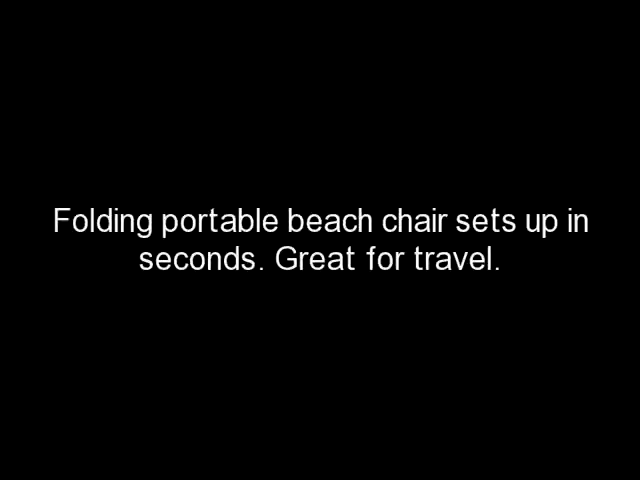 Folding portable beach chair sets up in
seconds. Great for travel.